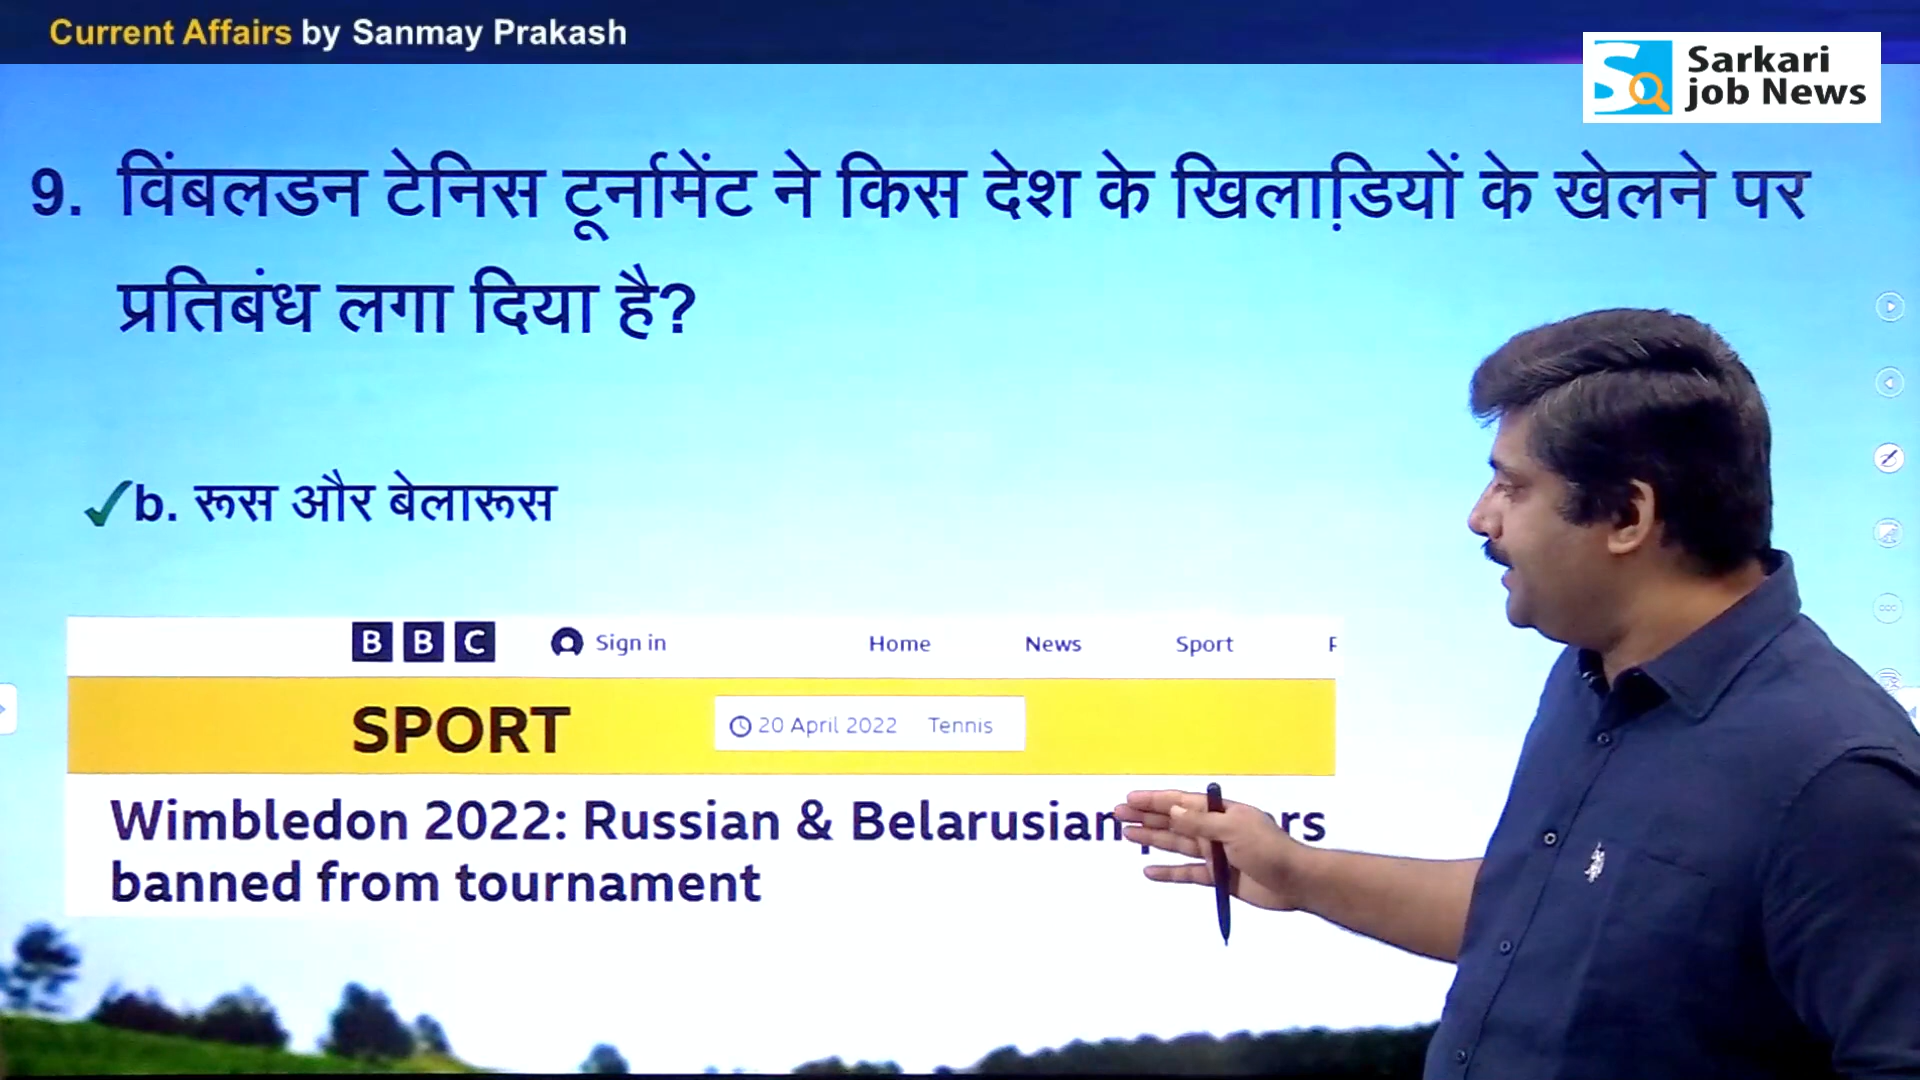 Current Affairs by Sanmay Prakash
Sarkari
job News
9. विंबलडन टेनिस टूर्नामेंट ने किस देश के खिलाड़ियों के खेलने पर
प्रतिबंध लगा दिया है?
✓b. रूस और बेलारूस
BBC Sign in Home News Sport F
SPORT 20 April 2022 Tennis
Wimbledon 2022: Russian & Belarusian
banned from tournament